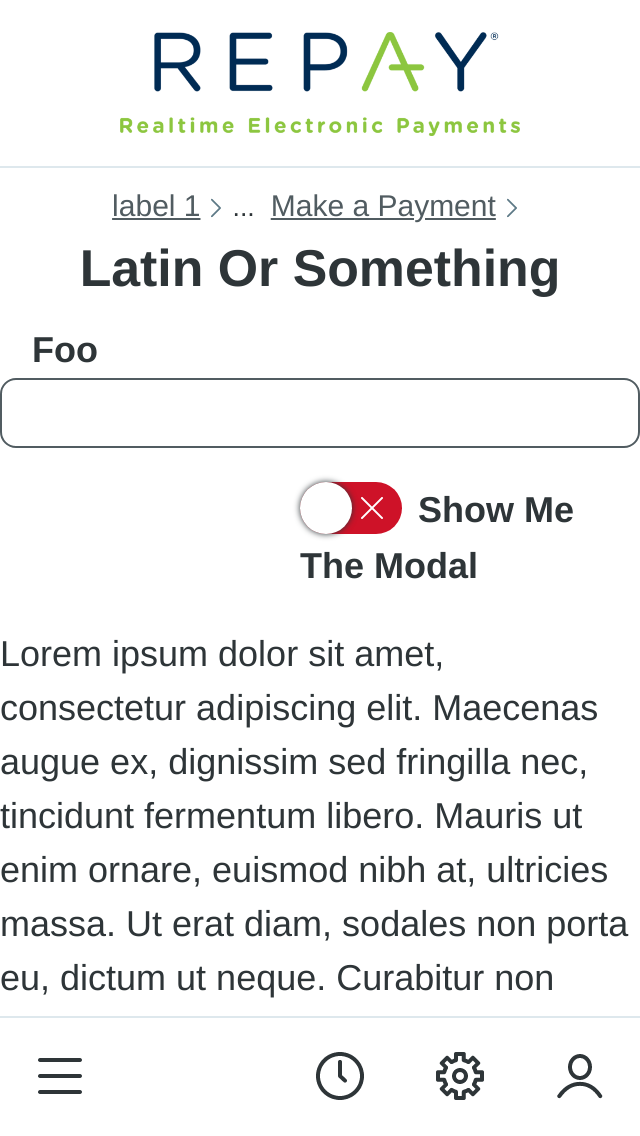 REPAY®
Realtime Electronic Payments
label 1 > ... Make a Payment >
Latin Or Something
Foo
Show Me
The Modal
Lorem ipsum dolor sit amet,
consectetur adipiscing elit. Maecenas
augue ex, dignissim sed fringilla nec,
tincidunt fermentum libero. Mauris ut
enim ornare, euismod nibh at, ultricies
massa. Ut erat diam, sodales non porta
eu, dictum ut neque. Curabitur non